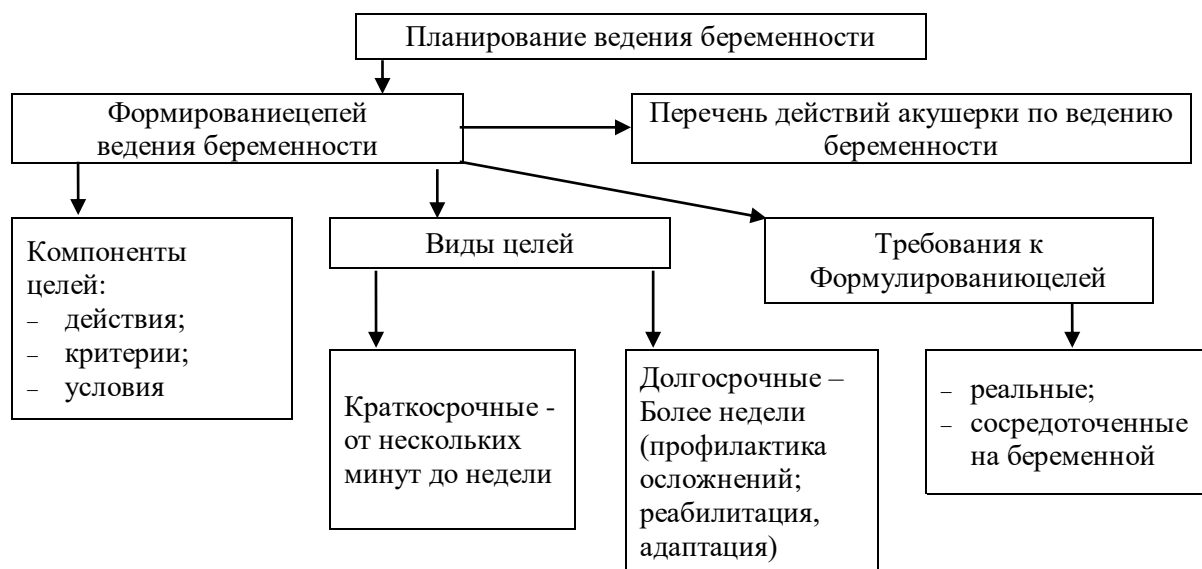 Планирование ведения беременности
Формированиецепей
ведения беременности
Перечень действий акушерки по ведению
беременности
Компоненты
целей:
– действия;
– критерии;
– условия
Виды целей
Требования к
Формулированиюцелей
Краткосрочные -
от нескольких
минут до недели
Долгосрочные –
Более недели
(профилактика
осложнений;
реабилитация,
адаптация)
– реальные;
– сосредоточенные
на беременной